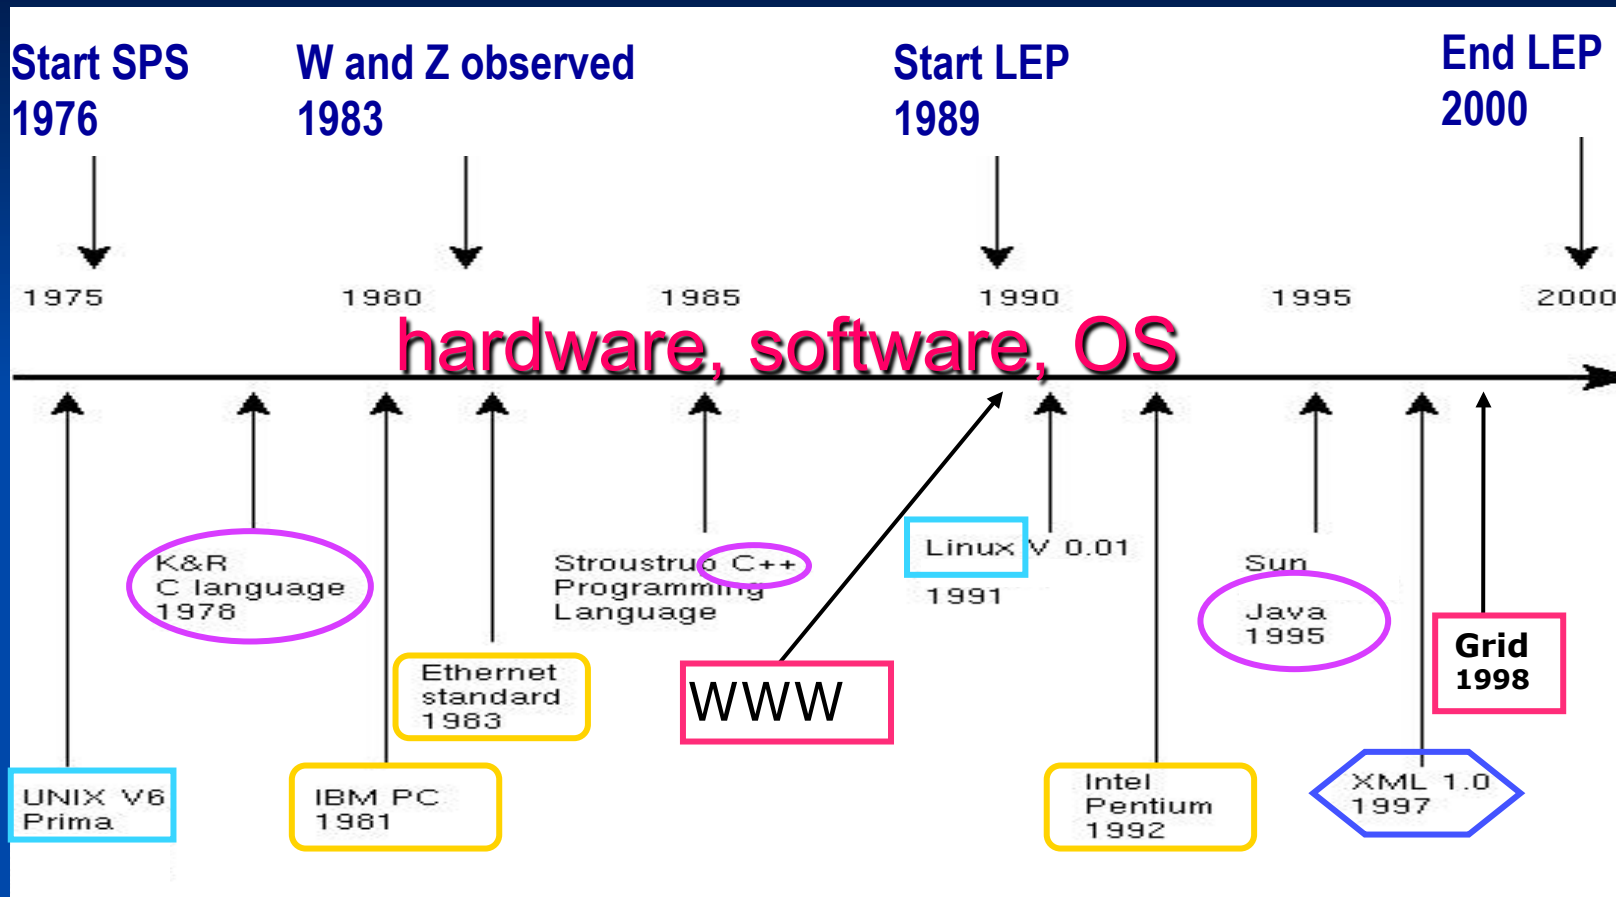 Start SPS
1976
W and Z observed
1983
Start LEP
1989
End LEP
2000
1975
1980
1985
1990
1995
2000
hardware, software, OS
K&R
C language
1978
Stroustrup C++
Programming
Language
Linux V 0.01
1991
Sun
Java
1995
Ethernet
standard
1983
WWW
Grid
1998
UNIX V6
Prima
IBM PC
1981
Intel
Pentium
1992
XML 1.0
1997